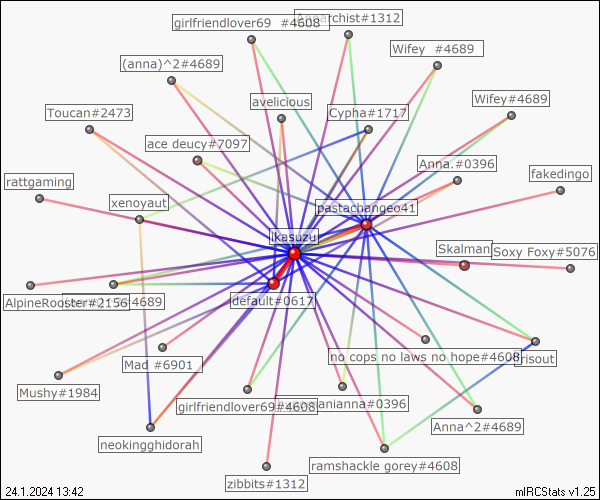 girlfriendlover69 #4608
archist#1312
Wifey #4689
(anna)^2#4689
Toucan#2473
avelicious
Cypha#1717
Wifey#4689
ace deucy#7097
Anna.#0396
fakedingo
rattgaming
xenoyaut
pastachangeo41
ikasuzu
Skalman
Soxy Foxy#5076
default#0617
AlpineRooster#2156
#4689
Mad #6901
no cops no laws no hope#4608
risout
Mushy#1984
girlfriendlover69#4608
anianna#0396
Anna^2#4689
neokingghidorah
ramshackle gorey#4608
zibbits#1312
24.1.2024 13:42
mIRCStats v1.25